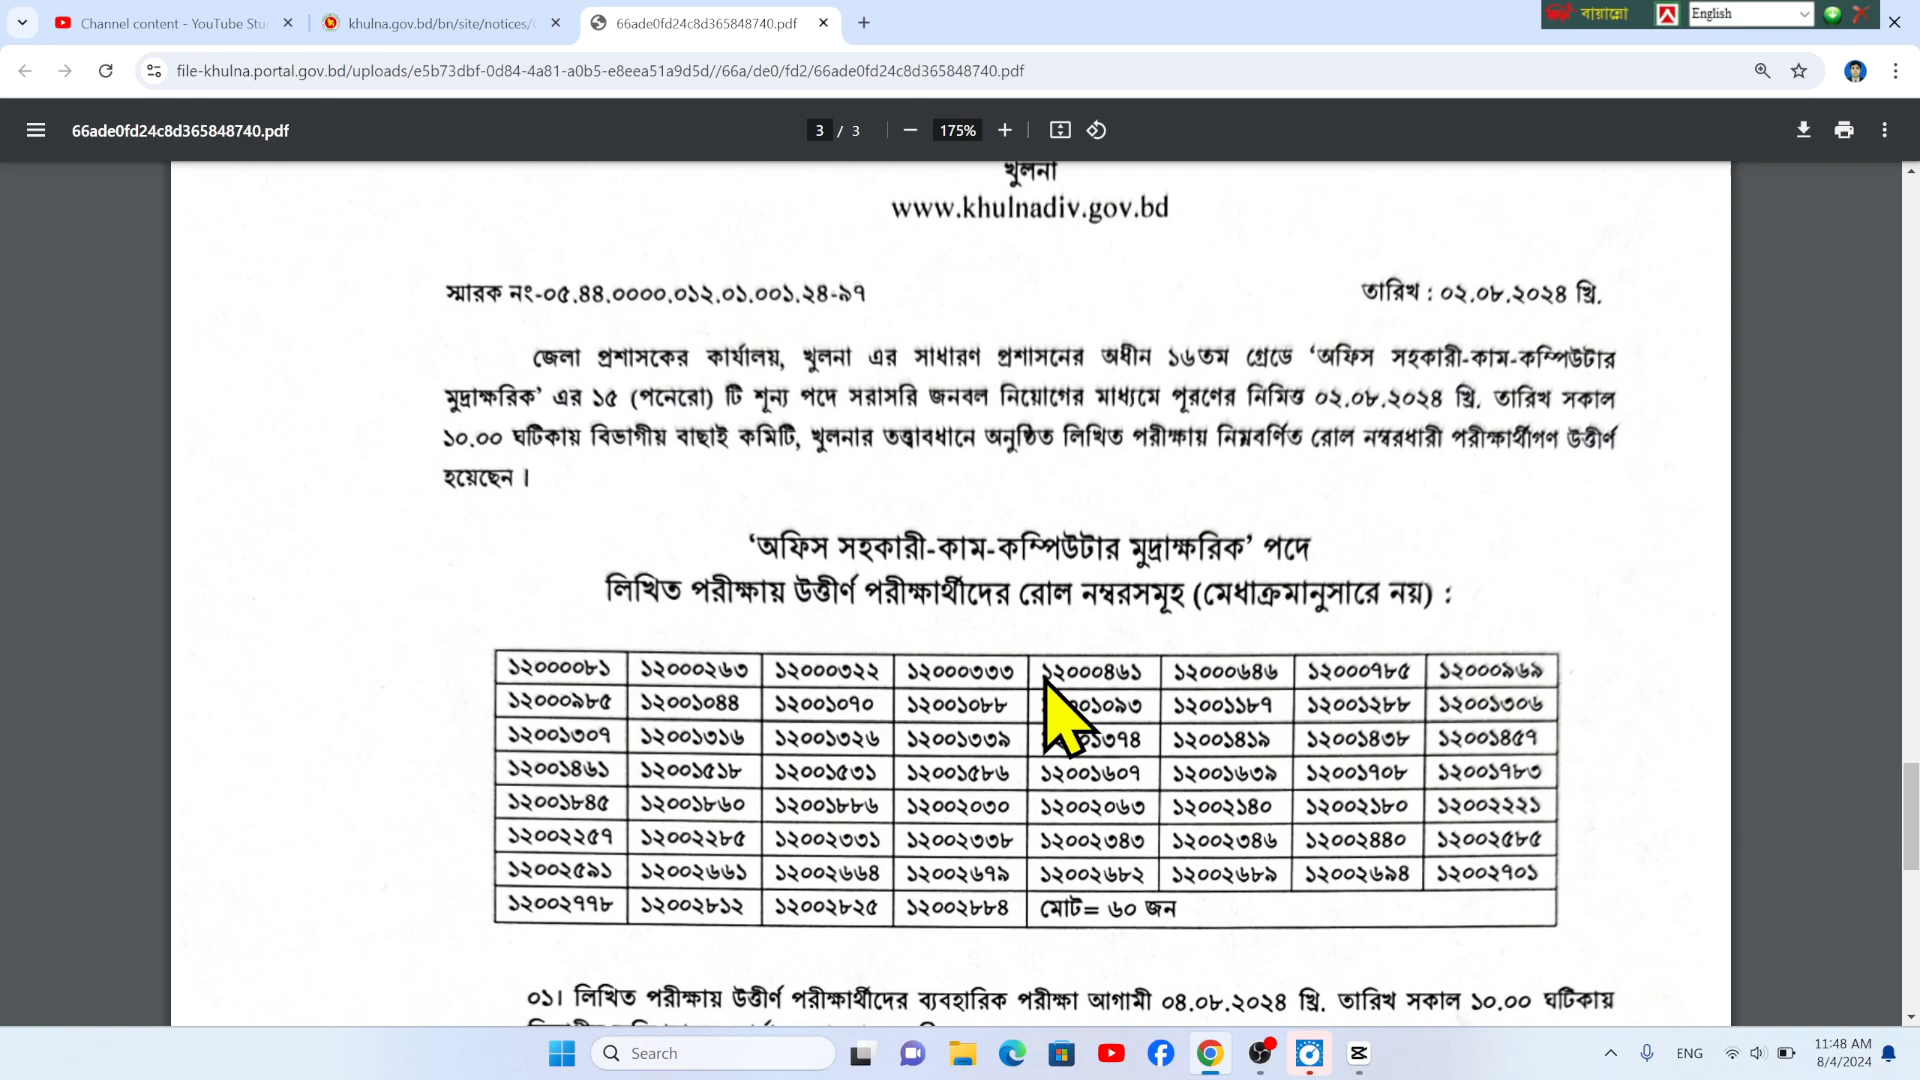 Channel content - YouTube Stu
khulna.gov.bd/bn/site/notices/
66ade0fd24c8d365848740.pdf
বায়ান্নো
English
file-khulna.portal.gov.bd/uploads/e5b73dbf-0d84-4a81-a0b5-e8eea51a9d5d//66a/de0/fd2/66ade0fd24c8d365848740.pdf
66ade0fd24c8d365848740.pdf
3 / 3
175%
খুলনা
www.khulnadiv.gov.bd
স্মারক নং-০৫.৪৪.০০০০.০১২.০১.০০১.২৪-৯৭ তারিখ : ০২.০৮.২০২৪ খ্রি.
জেলা প্রশাসকের কার্যালয়, খুলনা এর সাধারণ প্রশাসনের অধীন ১৬তম গ্রেডে ‘অফিস সহকারী-কাম-কম্পিউটার
মুদ্রাক্ষরিক’ এর ১৫ (পনেরো) টি শূন্য পদে সরাসরি জনবল নিয়োগের মাধ্যমে পূরণের নিমিত্ত ০২.০৮.২০২৪ খ্রি. তারিখ সকাল
১০.০০ ঘটিকায় বিভাগীয় বাছাই কমিটি, খুলনার তত্ত্বাবধানে অনুষ্ঠিত লিখিত পরীক্ষায় নিম্নবর্ণিত রোল নম্বরধারী পরীক্ষার্থীগণ উত্তীর্ণ
হয়েছেন ।
‘অফিস সহকারী-কাম-কম্পিউটার মুদ্রাক্ষরিক’ পদে
লিখিত পরীক্ষায় উত্তীর্ণ পরীক্ষার্থীদের রোল নম্বরসমূহ (মেধাক্রমানুসারে নয়) :
১২০০০০৮১ ১২০০০২৬৩ ১২০০০৩২২ ১২০০০৩৩৩ ১২০০০৪৬১ ১২০০০৬৪৬ ১২০০০৭৮৫ ১২০০০৯৬৯
১২০০০৯৮৫ ১২০০১০৪৪ ১২০০১০৭০ ১২০০১০৮৮ ০০১০৯৩ ১২০০১১৮৭ ১২০০১২৮৮ ১২০০১৩০৬
১২০০১৩০৭ ১২০০১৩১৬ ১২০০১৩২৬ ১২০০১৩৩৯ ১৩৭৪ ১২০০১৪১৯ ১২০০১৪৩৮ ১২০০১৪৫৭
১২০০১৪৬১ ১২০০১৫১৮ ১২০০১৫৩১ ১২০০১৫৮৬ ১২০০১৬০৭ ১২০০১৬৩৯ ১২০০১৭০৮ ১২০০১৭৮৩
১২০০১৮৪৫ ১২০০১৮৬০ ১২০০১৮৮৬ ১২০০২০৩০ ১২০০২০৬৩ ১২০০২১৪০ ১২০০২১৮০ ১২০০২২২১
১২০০২২৫৭ ১২০০২২৮৫ ১২০০২৩৩১ ১২০০২৩৩৮ ১২০০২৩৪৩ ১২০০২৩৪৬ ১২০০২৪৪০ ১২০০২৫৮৫
১২০০২৫৯১ ১২০০২৬৬১ ১২০০২৬৬৪ ১২০০২৬৭৯ ১২০০২৬৮২ ১২০০২৬৮৯ ১২০০২৬৯৪ ১২০০২৭০১
১২০০২৭৭৮ ১২০০২৮১২ ১২০০২৮২৫ ১২০০২৮৮৪ মোট= ৬০ জন
০১। লিখিত পরীক্ষায় উত্তীর্ণ পরীক্ষার্থীদের ব্যবহারিক পরীক্ষা আগামী ০৪.০৮.২০২৪ খ্রি. তারিখ সকাল ১০.০০ ঘটিকায়
Search
ENG
11:48 AM
8/4/2024